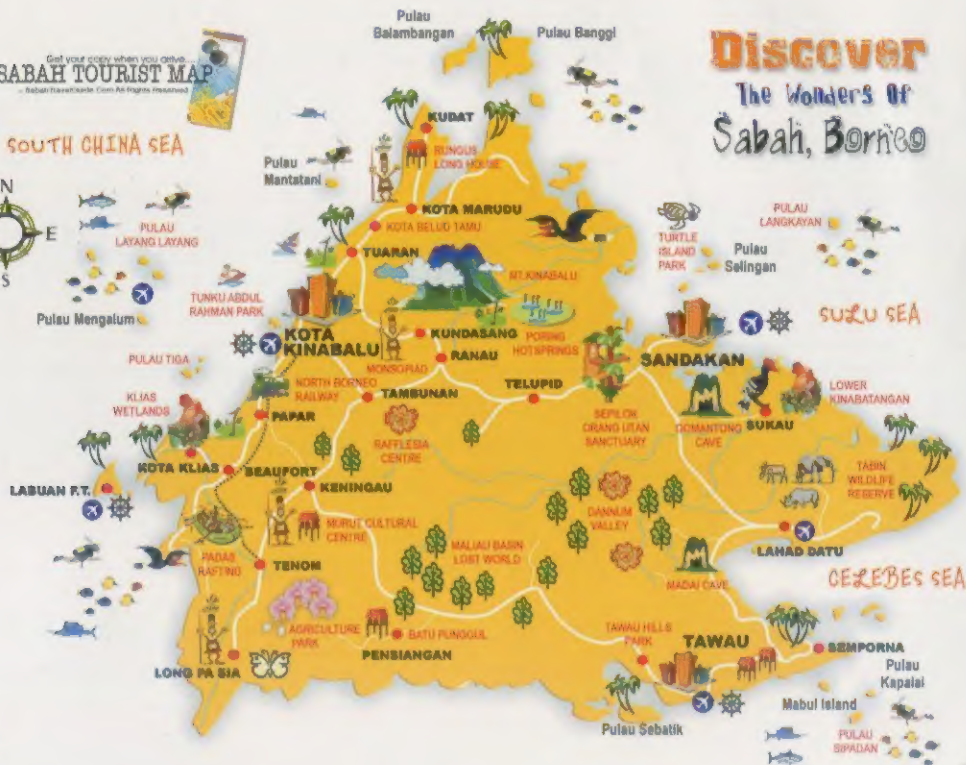 Get your copy when you arrive...
SABAH TOURIST MAP
Discover
The Wonders Of
Sabah, Borneo
SOUTH CHINA SEA
N
E
S
Pulau
Balambangan
Pulau Banggi
KUDAT
RUNGUS
LONG HOUSE
Pulau
Mantatani
KOTA MARUDU
KOTA BELUD TAMU
TUARAN
PULAU
LAYANG LAYANG
Pulau Mengalum
TUNKU ABDUL
RAHMAN PARK
MT.KINABALU
TURTLE
ISLAND
PARK
Pulau
Selingan
PULAU
LANGKAYAN
SULU SEA
KOTA
KINABALU
KUNDASANG
PORING
HOTSPRINGS
RANAU
MONSOPIAD
SANDAKAN
PULAU TIGA
NORTH BORNEO
RAILWAY
TAMBUNAN
TELUPID
KLIAS
WETLANDS
PAPAR
RAFFLESIA
CENTRE
SEPILOK
ORANG UTAN
SANCTUARY
GOMANTONG
CAVE
SUKAU
LOWER
KINABATANGAN
KOTA KLIAS
BEAUFORT
LABUAN F.T.
KENINGAU
DANNUM
VALLEY
TABIN
WILDLIFE
RESERVE
MURUT CULTURAL
CENTRE
MALIAU BASIN
LOST WORLD
LAHAD DATU
PADAS
RAFTING
TENOM
MADAI CAVE
CELEBES SEA
AGRICULTURE
PARK
BATU PUNGGUL
PENSIANGAN
TAWAU HILLS
PARK
TAWAU
SEMPORNA
LONG PA SIA
Pulau
Kapalai
Mabul Island
Pulau Sebatik
PULAU
SIPADAN